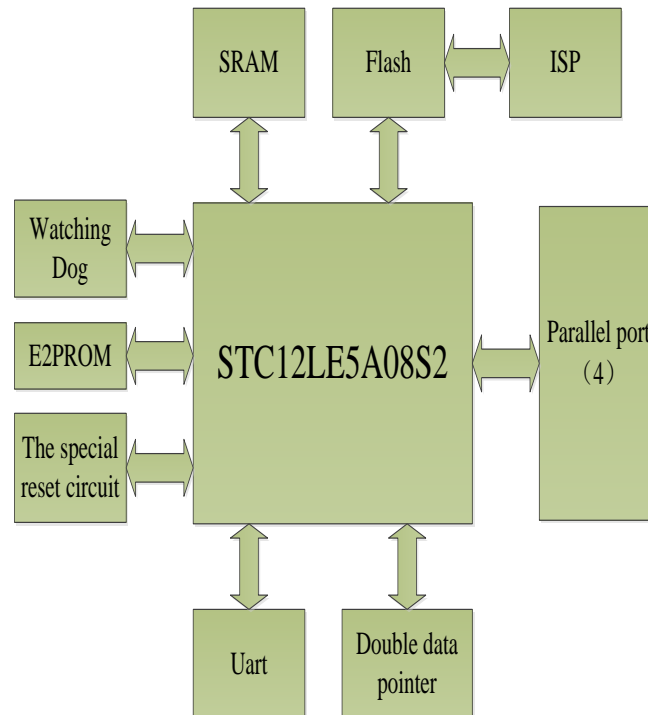 SRAM
Flash
ISP
Watching
Dog
E2PROM
The special
reset circuit
STC12LE5A08S2
Parallel port
（4）
Uart
Double data
pointer